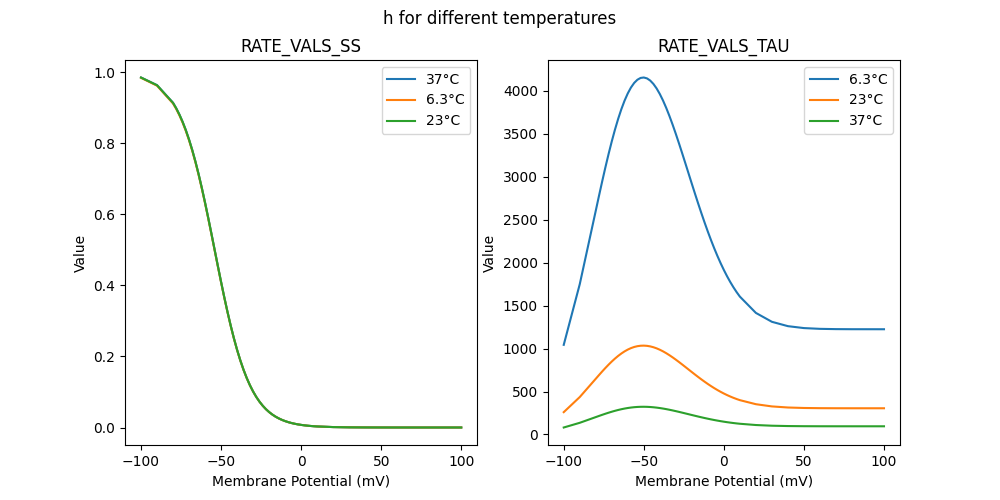 h for different temperatures
RATE_VALS_SS
Value
1.0
0.8
0.6
0.4
0.2
0.0
−100
−50
0
50
100
Membrane Potential (mV)
37°C
6.3°C
23°C
RATE_VALS_TAU
Value
4000
3500
3000
2500
2000
1500
1000
500
0
−100
−50
0
50
100
Membrane Potential (mV)
6.3°C
23°C
37°C